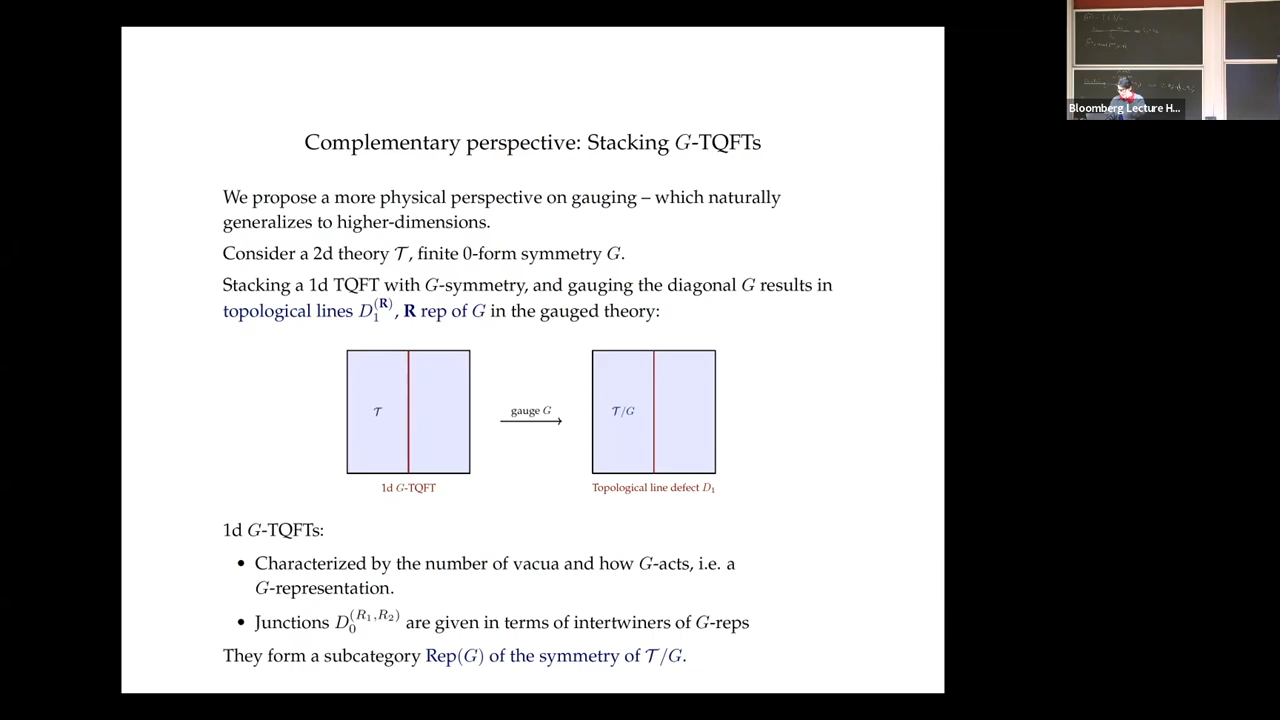 Complementary perspective: Stacking G-TQFTs
We propose a more physical perspective on gauging – which naturally
generalizes to higher-dimensions.
Consider a 2d theory 𝒯, finite 0-form symmetry G.
Stacking a 1d TQFT with G-symmetry, and gauging the diagonal G results in
topological lines D₁^(R), R rep of G in the gauged theory:
𝒯
gauge G
𝒯/G
1d G-TQFT
Topological line defect D₁
1d G-TQFTs:
• Characterized by the number of vacua and how G-acts, i.e. a
G-representation.
• Junctions D₀^(R₁,R₂) are given in terms of intertwiners of G-reps
They form a subcategory Rep(G) of the symmetry of 𝒯/G.
Bloomberg Lecture H...